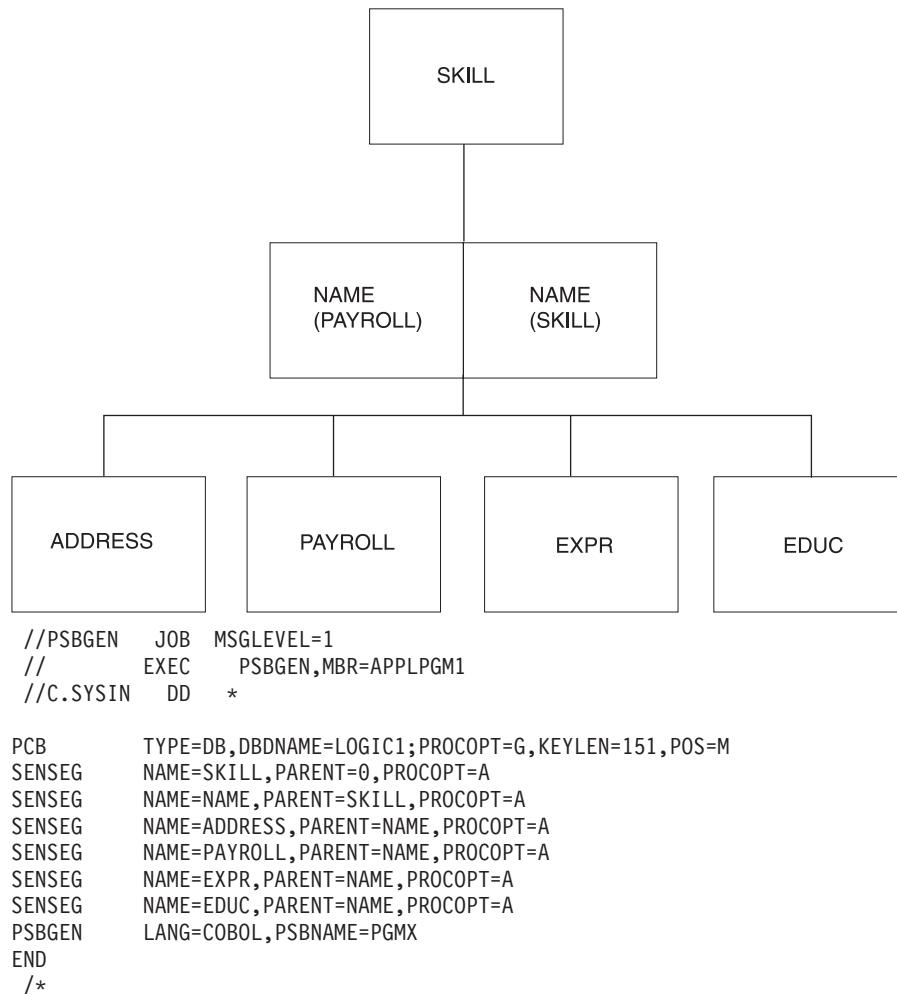 SKILL
NAME
(PAYROLL)
NAME
(SKILL)
ADDRESS
PAYROLL
EXPR
EDUC
//PSBGEN   JOB  MSGLEVEL=1
//         EXEC    PSBGEN,MBR=APPLPGM1
//C.SYSIN   DD   *
PCB        TYPE=DB,DBDNAME=LOGIC1;PROCOPT=G,KEYLEN=151,POS=M
SENSEG     NAME=SKILL,PARENT=0,PROCOPT=A
SENSEG     NAME=NAME,PARENT=SKILL,PROCOPT=A
SENSEG     NAME=ADDRESS,PARENT=NAME,PROCOPT=A
SENSEG     NAME=PAYROLL,PARENT=NAME,PROCOPT=A
SENSEG     NAME=EXPR,PARENT=NAME,PROCOPT=A
SENSEG     NAME=EDUC,PARENT=NAME,PROCOPT=A
PSBGEN     LANG=COBOL,PSBNAME=PGMX
END
/*